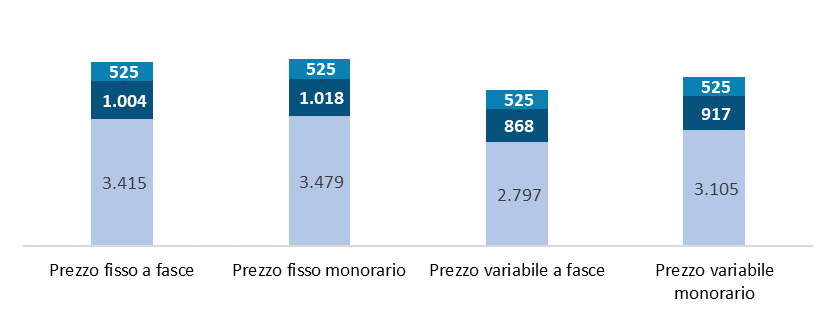 525
1.004
3.415
525
1.018
3.479
525
868
2.797
525
917
3.105
Prezzo fisso a fasce
Prezzo fisso monorario
Prezzo variabile a fasce
Prezzo variabile
monorario